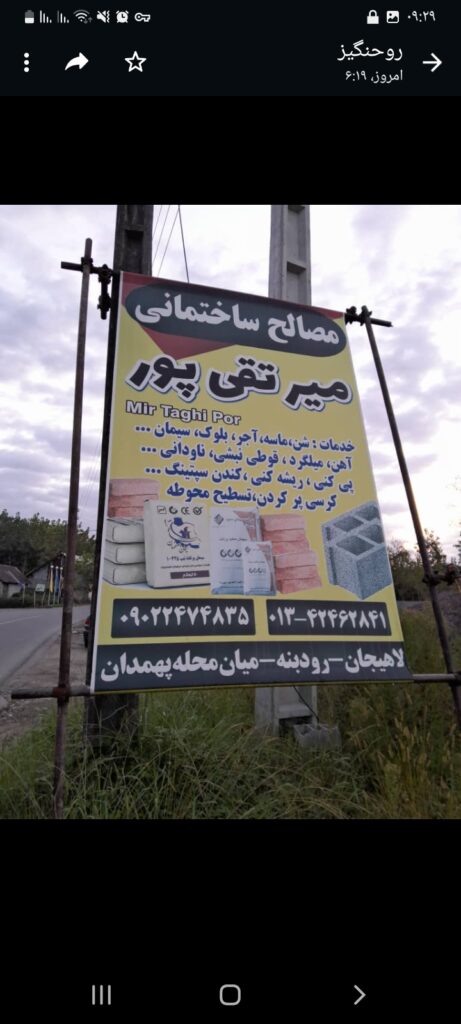 ۰۹:۲۹
روحنگیز
امروز، ۶:۱۹
مصالح ساختمانی
میر تقی پور
Mir Taghi Por
خدمات : شن،ماسه،آجر، بلوک، سیمان ...
آهن، میلگرد ، قوطی نبشی، ناودانی ...
پی کنی ، ریشه کنی ،کندن سپتینگ ...
کرسی پر کردن،تسطیح محوطه
۰۹۰۲۲۴۷۴۸۳۵
۰۱۳-۴۲۴۶۲۸۴۱
لاهیجان-رودبنه-میان محله پهمدان